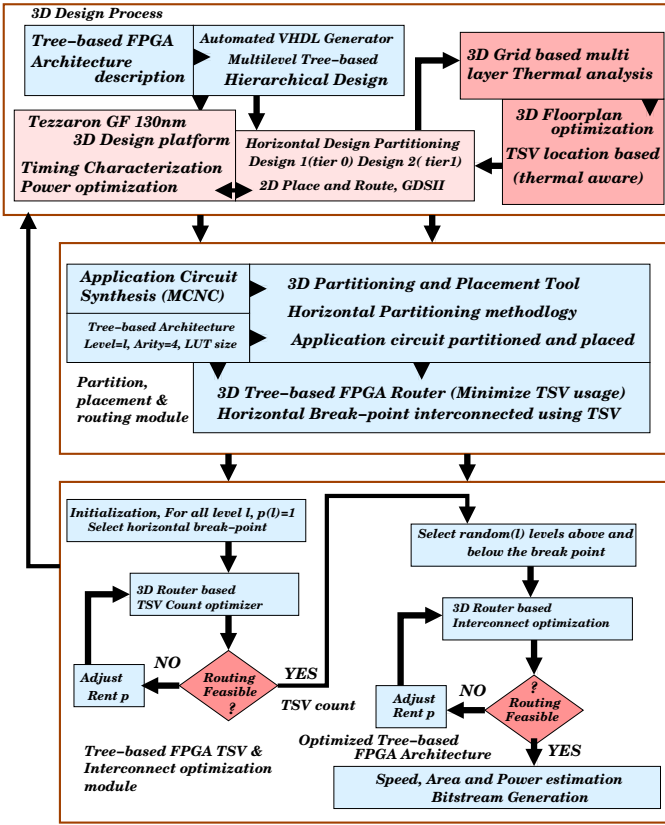 3D Design Process
Tree-based FPGA
Architecture
description
Automated VHDL Generator
Multilevel Tree-based
Hierarchical Design
3D Grid based multi
layer Thermal analysis
Tezzaron GF 130nm
3D Design platform
Timing Characterization
Power optimization
Horizontal Design Partitioning
Design 1(tier 0) Design 2( tier1)
2D Place and Route, GDSII
3D Floorplan
optimization
TSV location based
(thermal aware)
Application Circuit
Synthesis (MCNC)
Tree-based Architecture
Level=l, Arity=4, LUT size
3D Partitioning and Placement Tool
Horizontal Partitioning methodlogy
Application circuit partitioned and placed
Partition,
placement &
routing module
3D Tree-based FPGA Router (Minimize TSV usage)
Horizontal Break-point interconnected using TSV
Initialization, For all level l, p(l)=1
Select horizontal break-point
3D Router based
TSV Count optimizer
Adjust
Rent p
NO
Routing
Feasible
?
YES
TSV count
Tree-based FPGA TSV &
Interconnect optimization
module
Select random(l) levels above and
below the break point
3D Router based
Interconnect optimization
Adjust
Rent p
NO
?
Routing
Feasible
YES
Optimized Tree-based
FPGA Architecture
Speed, Area and Power estimation
Bitstream Generation